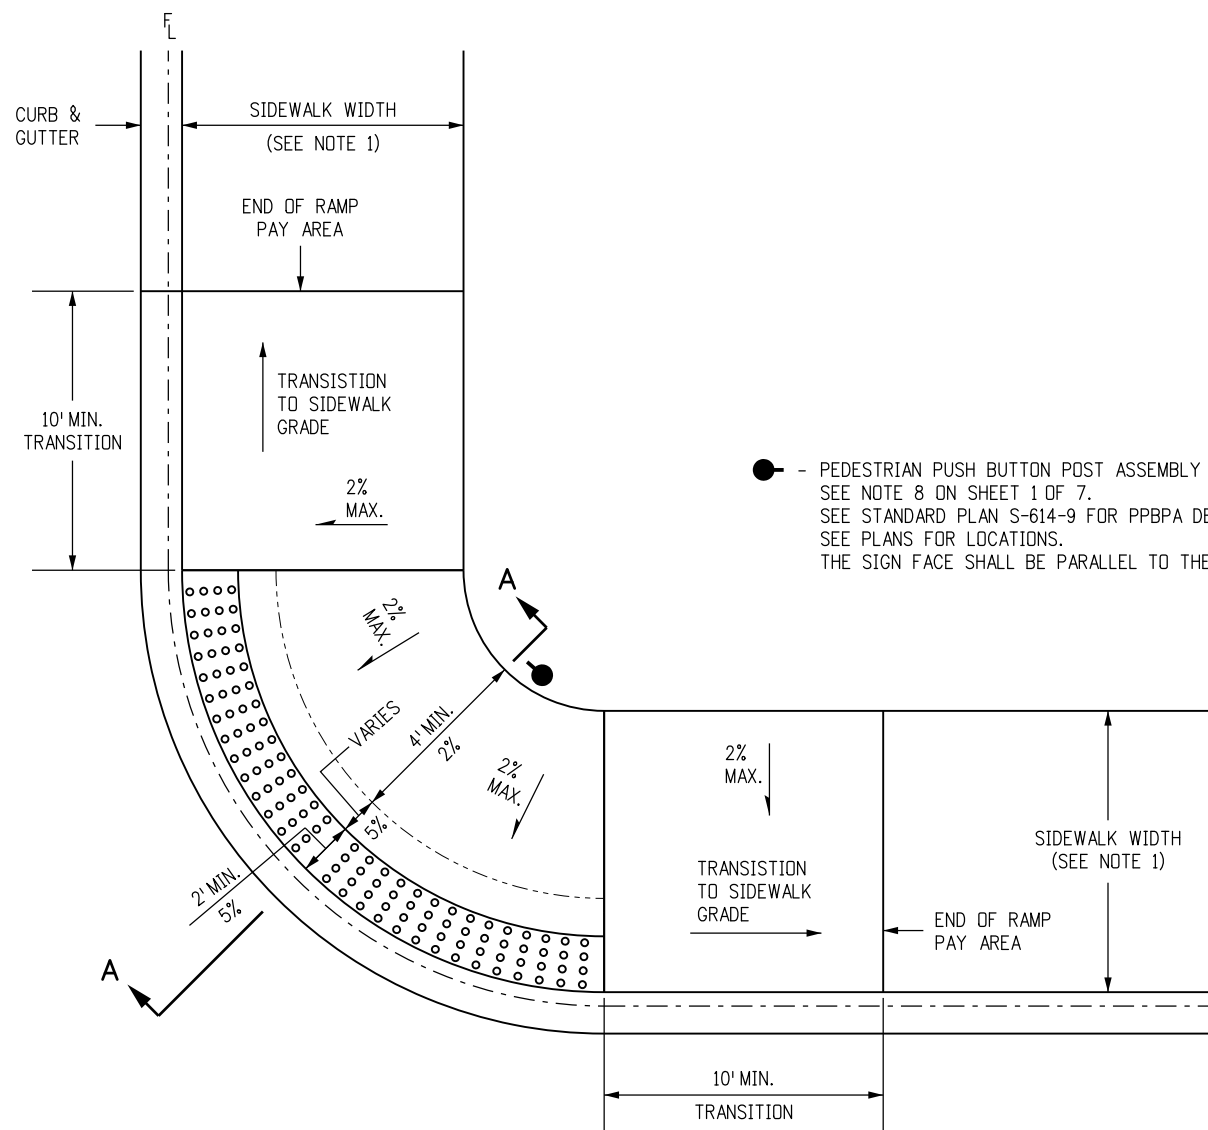 FL
CURB &
GUTTER
SIDEWALK WIDTH
(SEE NOTE 1)
END OF RAMP
PAY AREA
10' MIN.
TRANSITION
TRANSISTION
TO SIDEWALK
GRADE
2%
MAX.
- PEDESTRIAN PUSH BUTTON POST ASSEMBLY
SEE NOTE 8 ON SHEET 1 OF 7.
SEE STANDARD PLAN S-614-9 FOR PPBPA DE
SEE PLANS FOR LOCATIONS.
THE SIGN FACE SHALL BE PARALLEL TO THE
A
2%
MAX.
VARIES
4' MIN.
2%
2%
MAX.
5%
2' MIN.
5%
A
2%
MAX.
TRANSISTION
TO SIDEWALK
GRADE
SIDEWALK WIDTH
(SEE NOTE 1)
END OF RAMP
PAY AREA
10' MIN.
TRANSITION